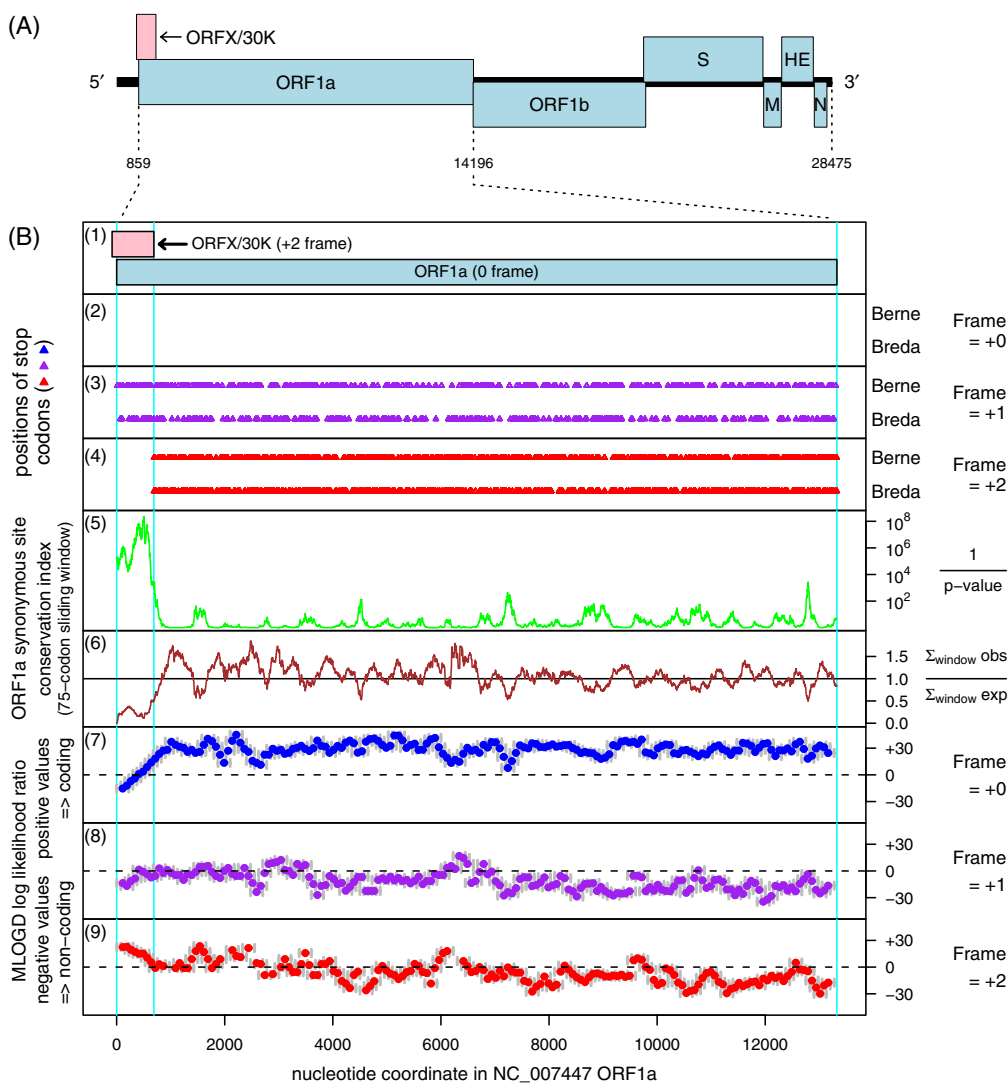 (A)
ORFX/30K
5′
ORF1a
ORF1b
S
M
HE
N
3′
859
14196
28475
(B)
(1)
ORFX/30K (+2 frame)
ORF1a (0 frame)
positions of stop
codons (▲▲▲)
(2)
Berne
Breda
Frame
= +0
(3)
Berne
Breda
Frame
= +1
(4)
Berne
Breda
Frame
= +2
ORF1a synonymous site
conservation index
(75−codon sliding window)
(5)
10^8
10^6
10^4
10^2
1
p−value
(6)
1.5
1.0
0.5
0.0
Σwindow obs
Σwindow exp
MLOGD log likelihood ratio
negative values positive values
=> non−coding => coding
(7)
+30
0
−30
Frame
= +0
(8)
+30
0
−30
Frame
= +1
(9)
+30
0
−30
Frame
= +2
0 2000 4000 6000 8000 10000 12000
nucleotide coordinate in NC_007447 ORF1a